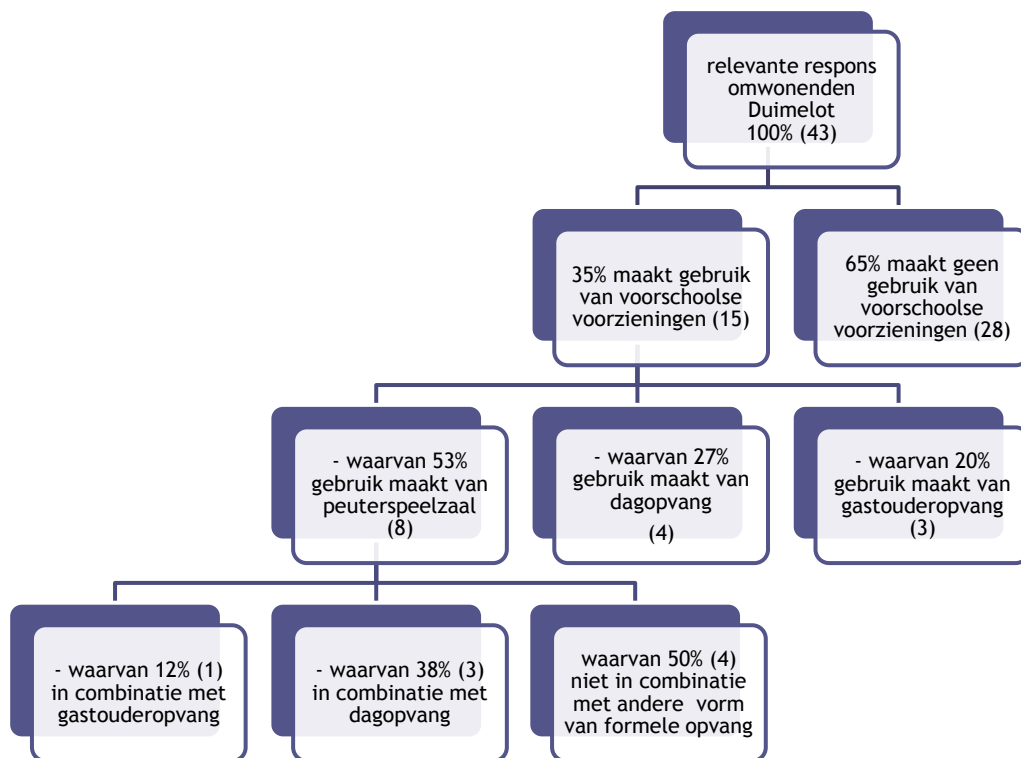 relevante respons
omwonenden
Duimelot
100% (43)
35% maakt gebruik
van voorschoolse
voorzieningen (15)
65% maakt geen
gebruik van
voorschoolse
voorzieningen (28)
- waarvan 53%
gebruik maakt van
peuterspeelzaal
(8)
- waarvan 27%
gebruik maakt van
dagopvang
(4)
- waarvan 20%
gebruik maakt van
gastouderopvang
(3)
- waarvan 12% (1)
in combinatie met
gastouderopvang
- waarvan 38% (3)
in combinatie met
dagopvang
waarvan 50% (4)
niet in combinatie
met andere vorm
van formele opvang